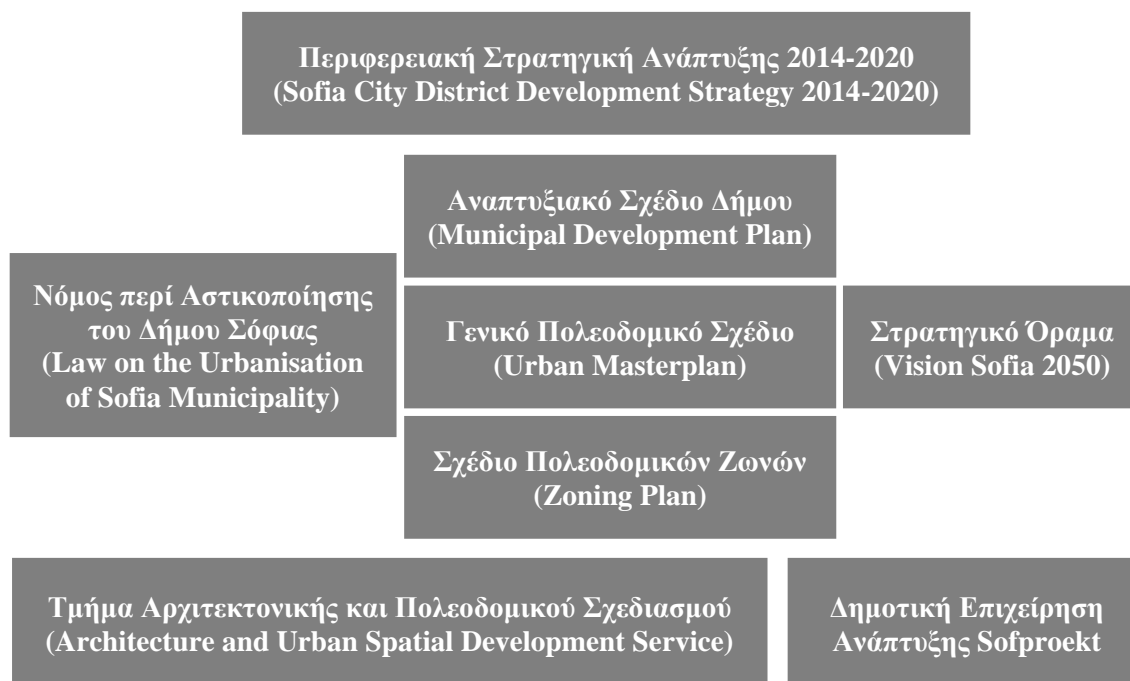 Περιφερειακή Στρατηγική Ανάπτυξης 2014-2020
(Sofia City District Development Strategy 2014-2020)
Αναπτυξιακό Σχέδιο Δήμου
(Municipal Development Plan)
Νόμος περί Αστικοποίησης
του Δήμου Σόφιας
(Law on the Urbanisation
of Sofia Municipality)
Γενικό Πολεοδομικό Σχέδιο
(Urban Masterplan)
Στρατηγικό Όραμα
(Vision Sofia 2050)
Σχέδιο Πολεοδομικών Ζωνών
(Zoning Plan)
Τμήμα Αρχιτεκτονικής και Πολεοδομικού Σχεδιασμού
(Architecture and Urban Spatial Development Service)
Δημοτική Επιχείρηση
Ανάπτυξης Sofproekt